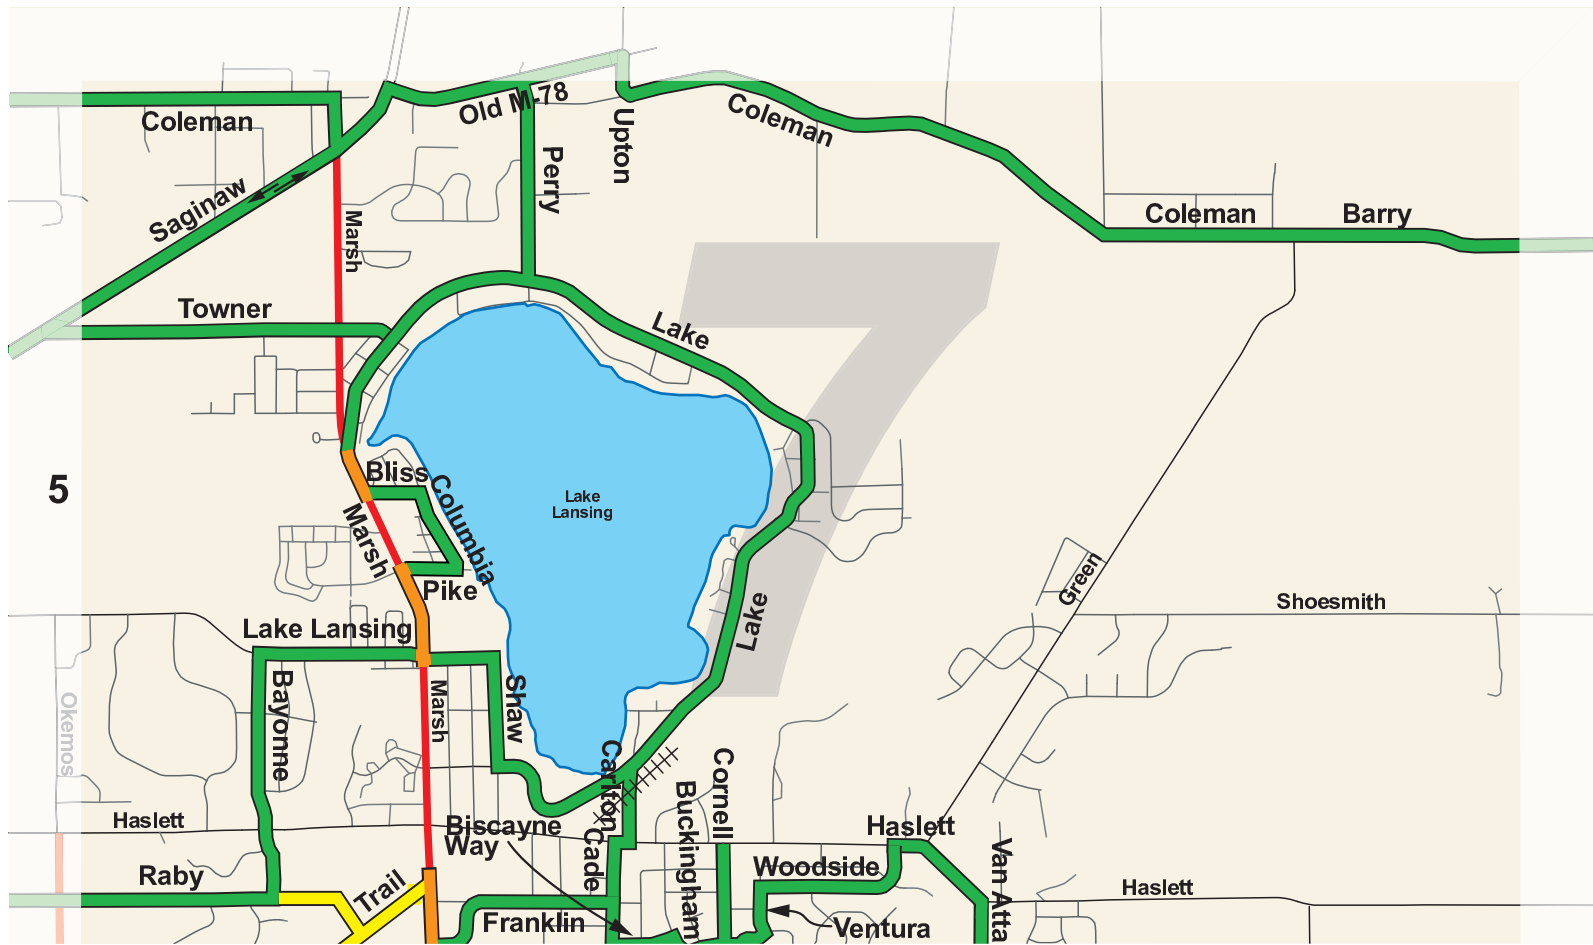 Old M-78
Coleman
Upton
Coleman
Perry
Saginaw
Marsh
Coleman
Barry
7
Towner
Lake
Bliss
Columbia
5
Lake
Lansing
Marsh
Pike
Green
Shoesmith
Lake
Lake Lansing
Bayonne
Shaw
Marsh
Okemos
Carlton
Cornell
Buckingham
Haslett
Biscayne
Way
Cade
Haslett
Woodside
Van Atta
Raby
Trail
Haslett
Franklin
Ventura